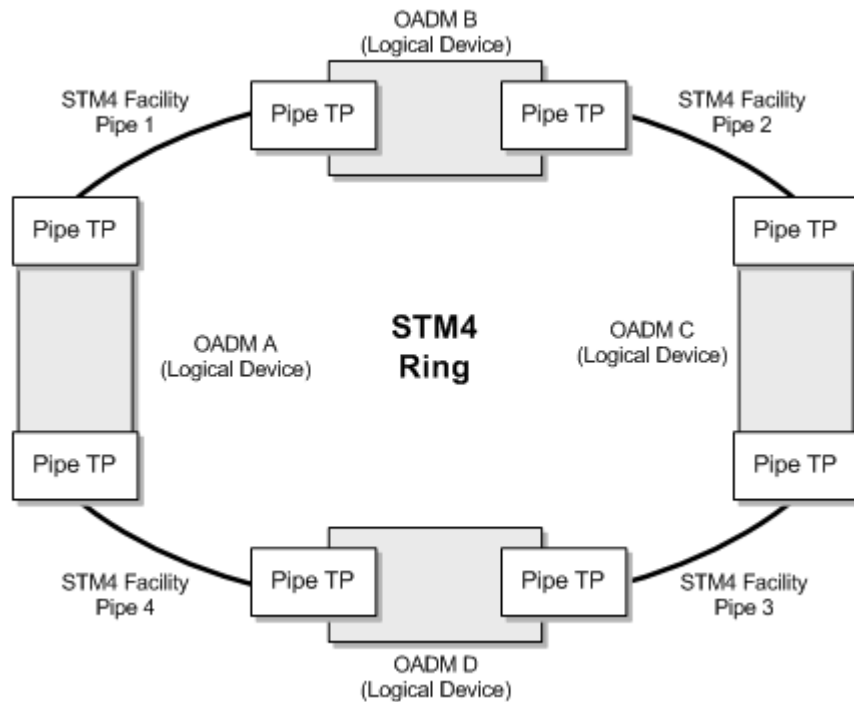 OADM B
(Logical Device)
STM4 Facility
Pipe 1
Pipe TP
Pipe TP
STM4 Facility
Pipe 2
Pipe TP
Pipe TP
OADM A
(Logical Device)
STM4
Ring
OADM C
(Logical Device)
Pipe TP
Pipe TP
STM4 Facility
Pipe 4
Pipe TP
Pipe TP
STM4 Facility
Pipe 3
OADM D
(Logical Device)